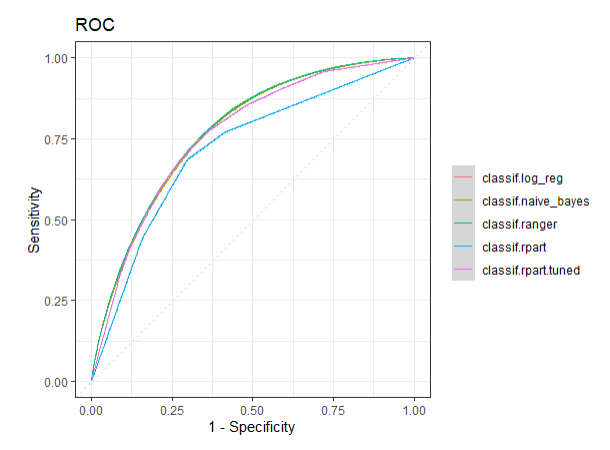 ROC
1.00
0.75
0.50
0.25
0.00
Sensitivity
0.00 0.25 0.50 0.75 1.00
1 - Specificity
classif.log_reg
classif.naive_bayes
classif.ranger
classif.rpart
classif.rpart.tuned